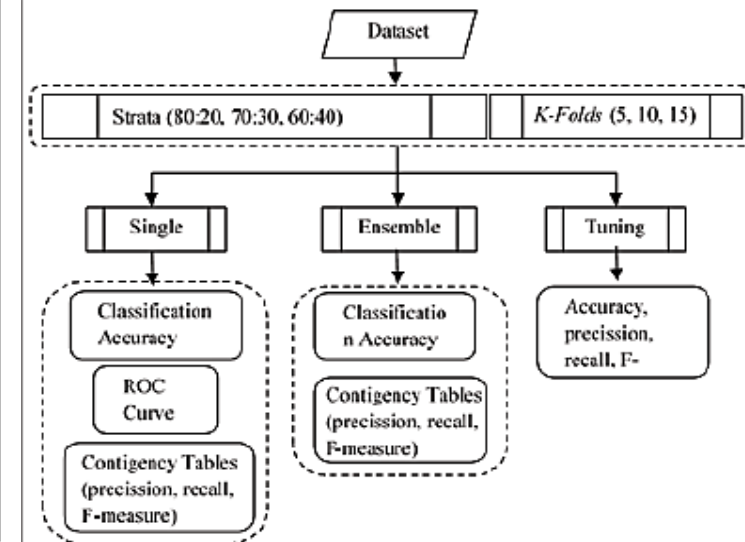 Dataset
Strata (80:20, 70:30, 60:40)
K-Folds (5, 10, 15)
Single
Ensemble
Tuning
Classification
Accuracy
ROC
Curve
Contigency Tables
(precission, recall,
F-measure)
Classificatio
n Accuracy
Contigency Tables
(precission, recall,
F-measure)
Accuracy,
precission,
recall, F-